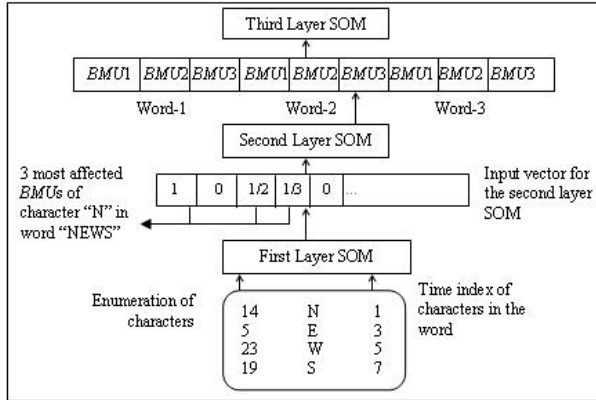 Third Layer SOM
BMU1 BMU2 BMU3 BMU1 BMU2 BMU3 BMU1 BMU2 BMU3
Word-1 Word-2 Word-3
Second Layer SOM
3 most affected
BMUs of
character “N” in
word “NEWS”
1 0 1/2 1/3 0 ...
Input vector for
the second layer
SOM
First Layer SOM
Enumeration of
characters
Time index of
characters in the
word
14 N 1
5 E 3
23 W 5
19 S 7